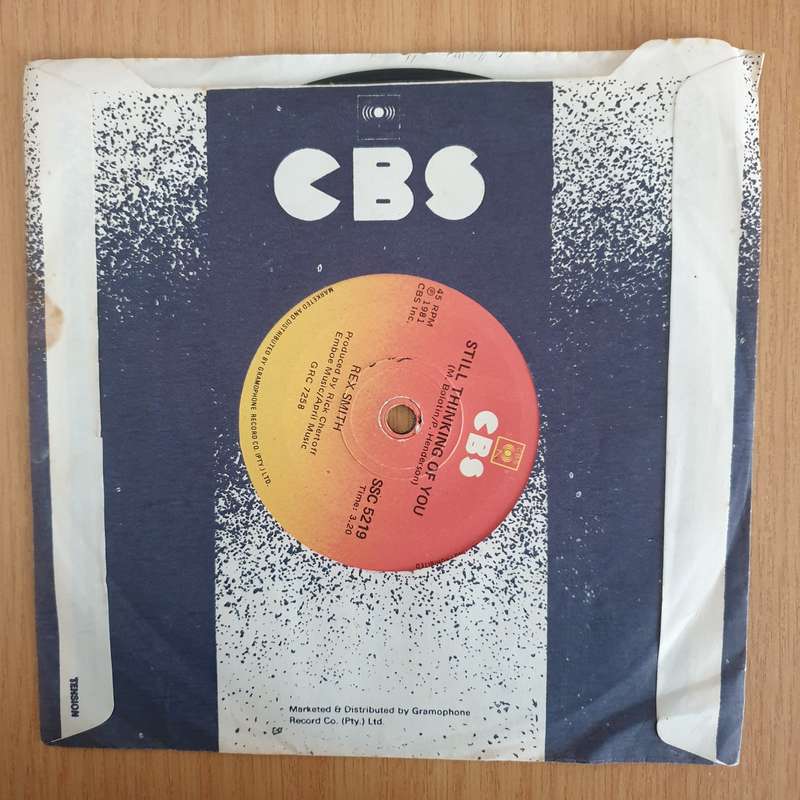 CBS
45 RPM
℗ 1981
CBS Inc.
CBS
STILL THINKING OF YOU
(M. Bolotin/P. Henderson)
SSC 5219
Time: 3.20
REX SMITH
Produced by Rick Chertoff
Emboe Music/April Music
GRC 7258
MARKETED AND DISTRIBUTED BY GRAMOPHONE RECORD CO. (PTY.) LTD.
TENSION
Marketed & Distributed by Gramophone
Record Co. (Pty.) Ltd.